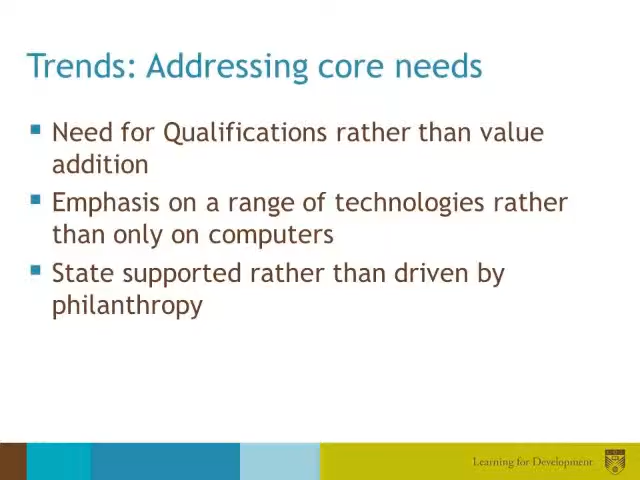 Trends: Addressing core needs
Need for Qualifications rather than value
addition
Emphasis on a range of technologies rather
than only on computers
State supported rather than driven by
philanthropy
Learning for Development